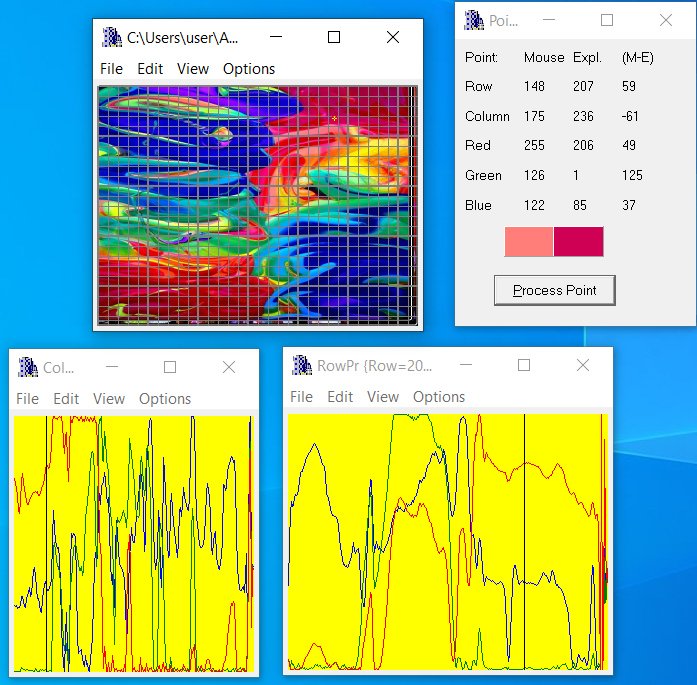 C:\Users\user\A...
File Edit View Options
Poi...
Point: Mouse Expl. (M-E)
Row 148 207 59
Column 175 236 -61
Red 255 206 49
Green 126 1 125
Blue 122 85 37
Process Point
Col...
File Edit View Options
RowPr (Row=20...
File Edit View Options